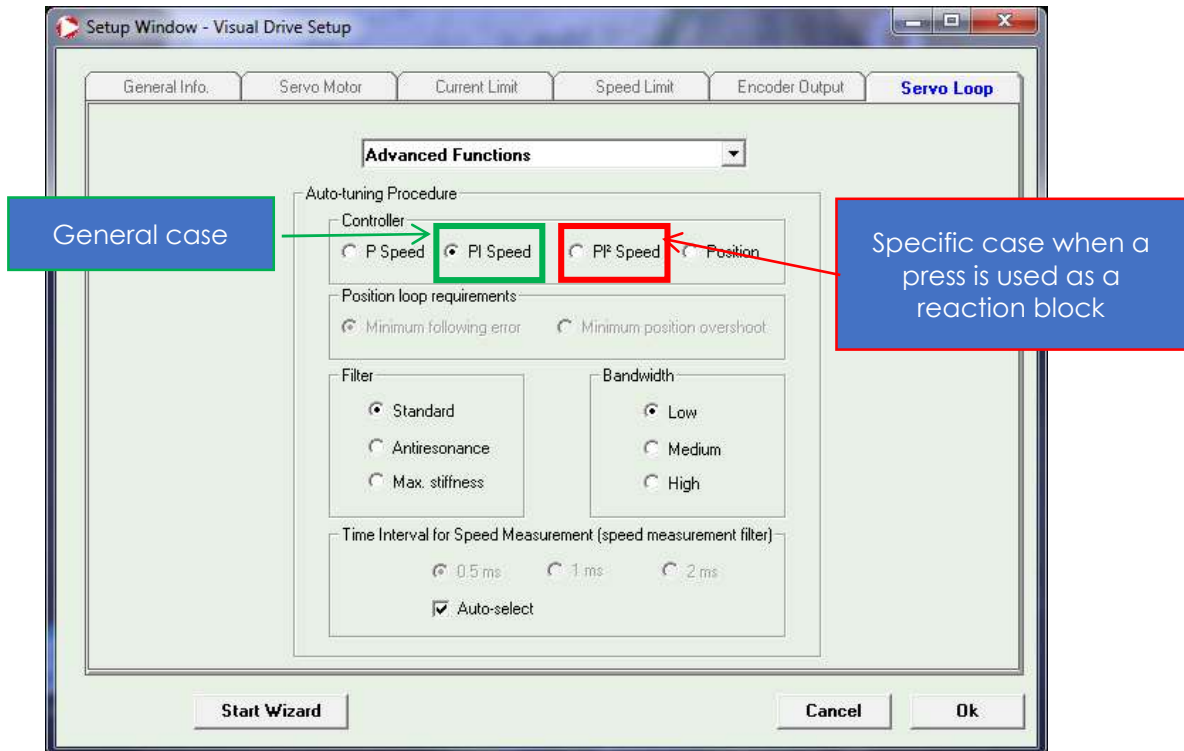 Setup Window - Visual Drive Setup
General Info. Servo Motor Current Limit Speed Limit Encoder Output Servo Loop
Advanced Functions
Auto-tuning Procedure
General case
Controller
P Speed PI Speed PI² Speed Position
Specific case when a
press is used as a
reaction block
Position loop requirements
Minimum following error Minimum position overshoot
Filter Bandwidth
Standard Low
Antiresonance Medium
Max. stiffness High
Time Interval for Speed Measurement (speed measurement filter)
0.5 ms 1 ms 2 ms
Auto-select
Start Wizard Cancel Ok